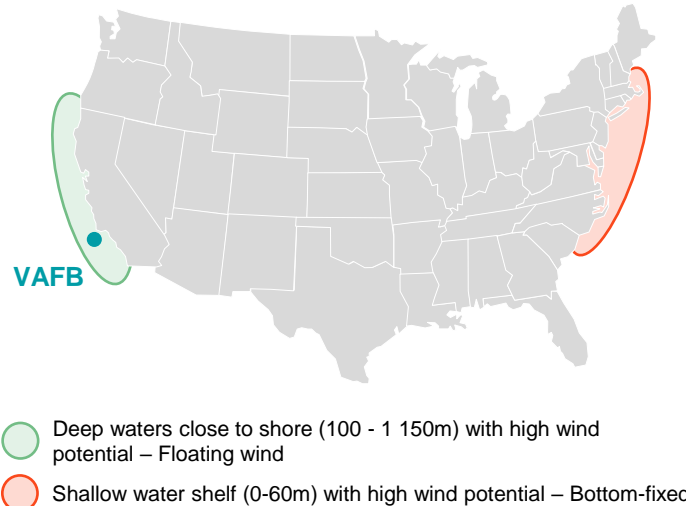 VAFB
Deep waters close to shore (100 - 1 150m) with high wind
potential – Floating wind
Shallow water shelf (0-60m) with high wind potential – Bottom-fixed